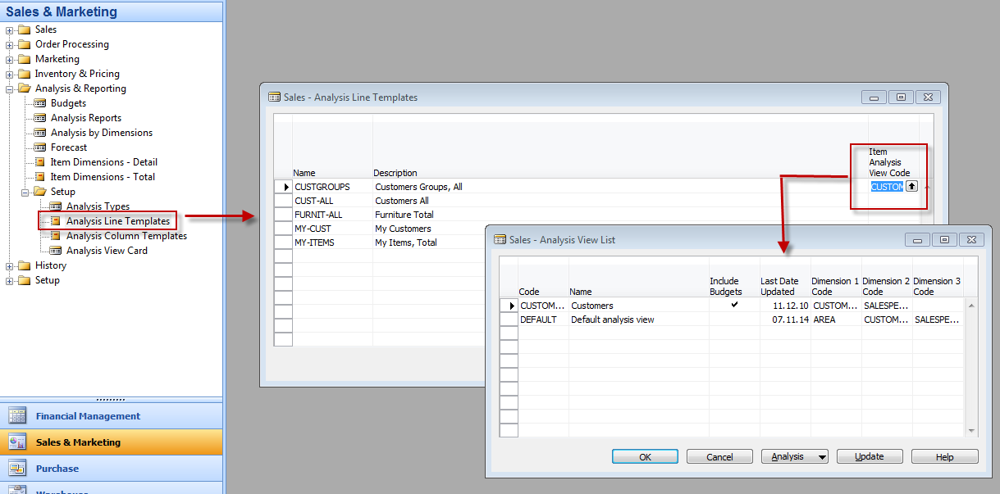 Sales & Marketing
Sales
Order Processing
Marketing
Inventory & Pricing
Analysis & Reporting
Budgets
Analysis Reports
Analysis by Dimensions
Forecast
Item Dimensions - Detail
Item Dimensions - Total
Setup
Analysis Types
Analysis Line Templates
Analysis Column Templates
Analysis View Card
History
Setup
Financial Management
Sales & Marketing
Purchase
Warehouse
Sales - Analysis Line Templates
Item
Analysis
Name Description View Code
CUSTGROUPS Customers Groups, All CUSTOM
CUST-ALL Customers All
FURNIT-ALL Furniture Total
MY-CUST My Customers
MY-ITEMS My Items, Total
Sales - Analysis View List
Include Last Date Dimension 1 Dimension 2 Dimension 3
Code Name Budgets Updated Code Code Code
CUSTOM... Customers 11.12.10 CUSTOM... SALESPE...
DEFAULT Default analysis view 07.11.14 AREA CUSTOM... SALESPE...
OK Cancel Analysis Update Help